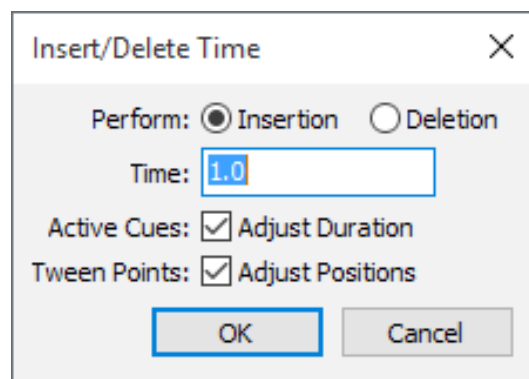 Insert/Delete Time
Perform: Insertion Deletion
Time: 1.0
Active Cues: Adjust Duration
Tween Points: Adjust Positions
OK Cancel